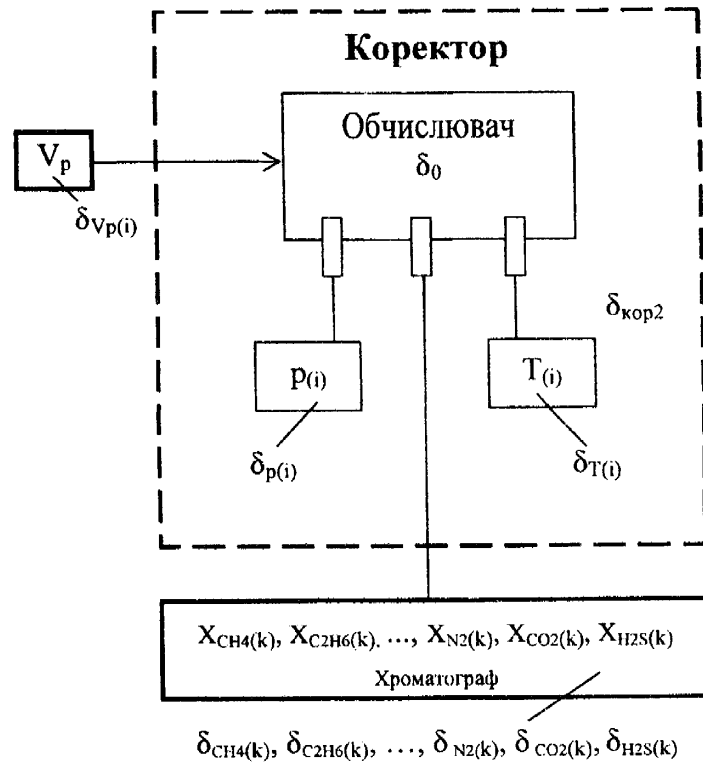 Коректор
Обчислювач
δ₀
Vₚ
δVp(i)
δкор2
p(i)
T(i)
δp(i)
δT(i)
XCH4(k), XC2H6(k), …, XN2(k), XCO2(k), XH2S(k)
Хроматограф
δCH4(k), δC2H6(k), …, δN2(k), δCO2(k), δH2S(k)